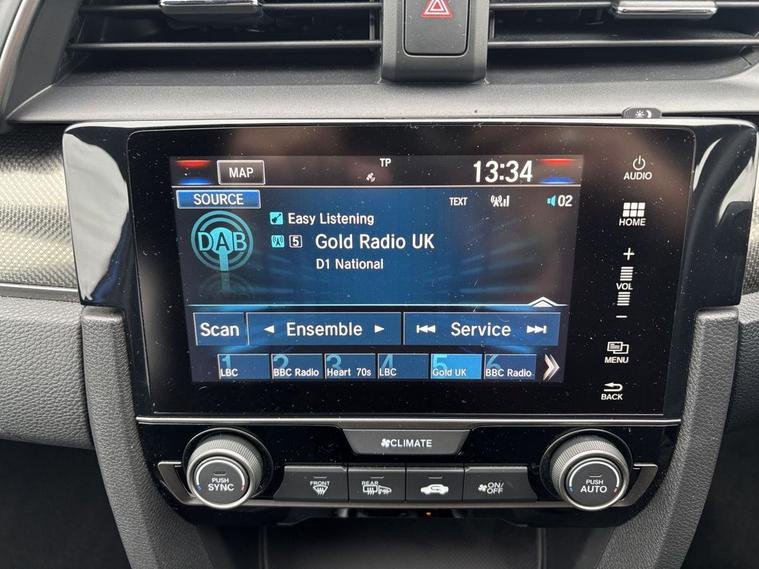 MAP TP 13:34
SOURCE TEXT 02
DAB Easy Listening
5 Gold Radio UK
D1 National
Scan Ensemble Service
1 LBC 2 BBC Radio 3 Heart 70s 4 LBC 5 Gold UK 6 BBC Radio
AUDIO
HOME
+
VOL
−
MENU
BACK
CLIMATE
PUSH
SYNC
FRONT
REAR
ON/
OFF
PUSH
AUTO